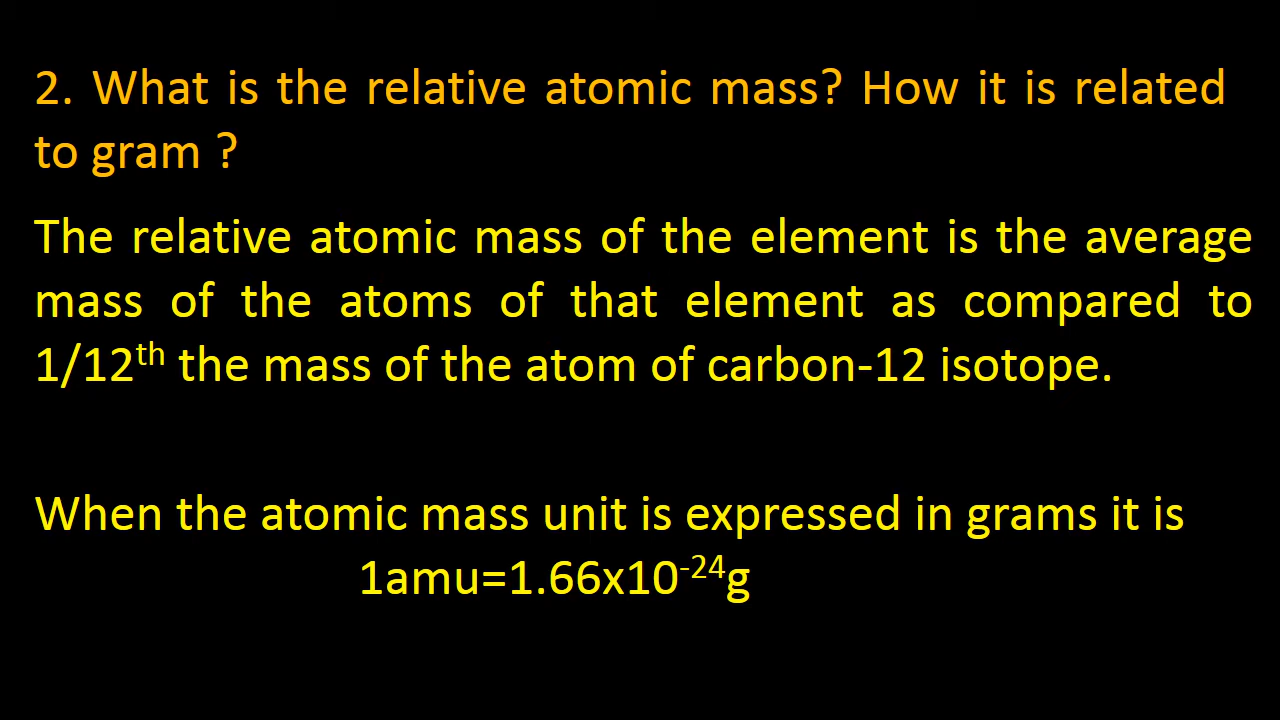 2. What is the relative atomic mass? How it is related
to gram ?
The relative atomic mass of the element is the average
mass of the atoms of that element as compared to
1/12th the mass of the atom of carbon-12 isotope.
When the atomic mass unit is expressed in grams it is
1amu=1.66x10-24g